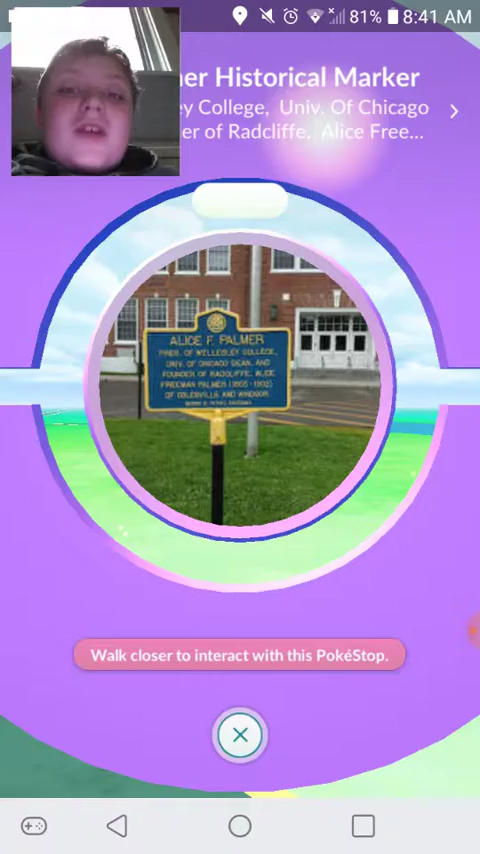 81% 8:41 AM
er Historical Marker
ey College, Univ. Of Chicago
er of Radcliffe. Alice Free...
ALICE F. PALMER
PRES. OF WELLESLEY COLLEGE,
UNIV. OF CHICAGO DEAN, AND
FOUNDER OF RADCLIFFE. ALICE
FREEMAN PALMER (1855-1902)
OF COLESVILLE AND WINDSOR
Walk closer to interact with this PokéStop.